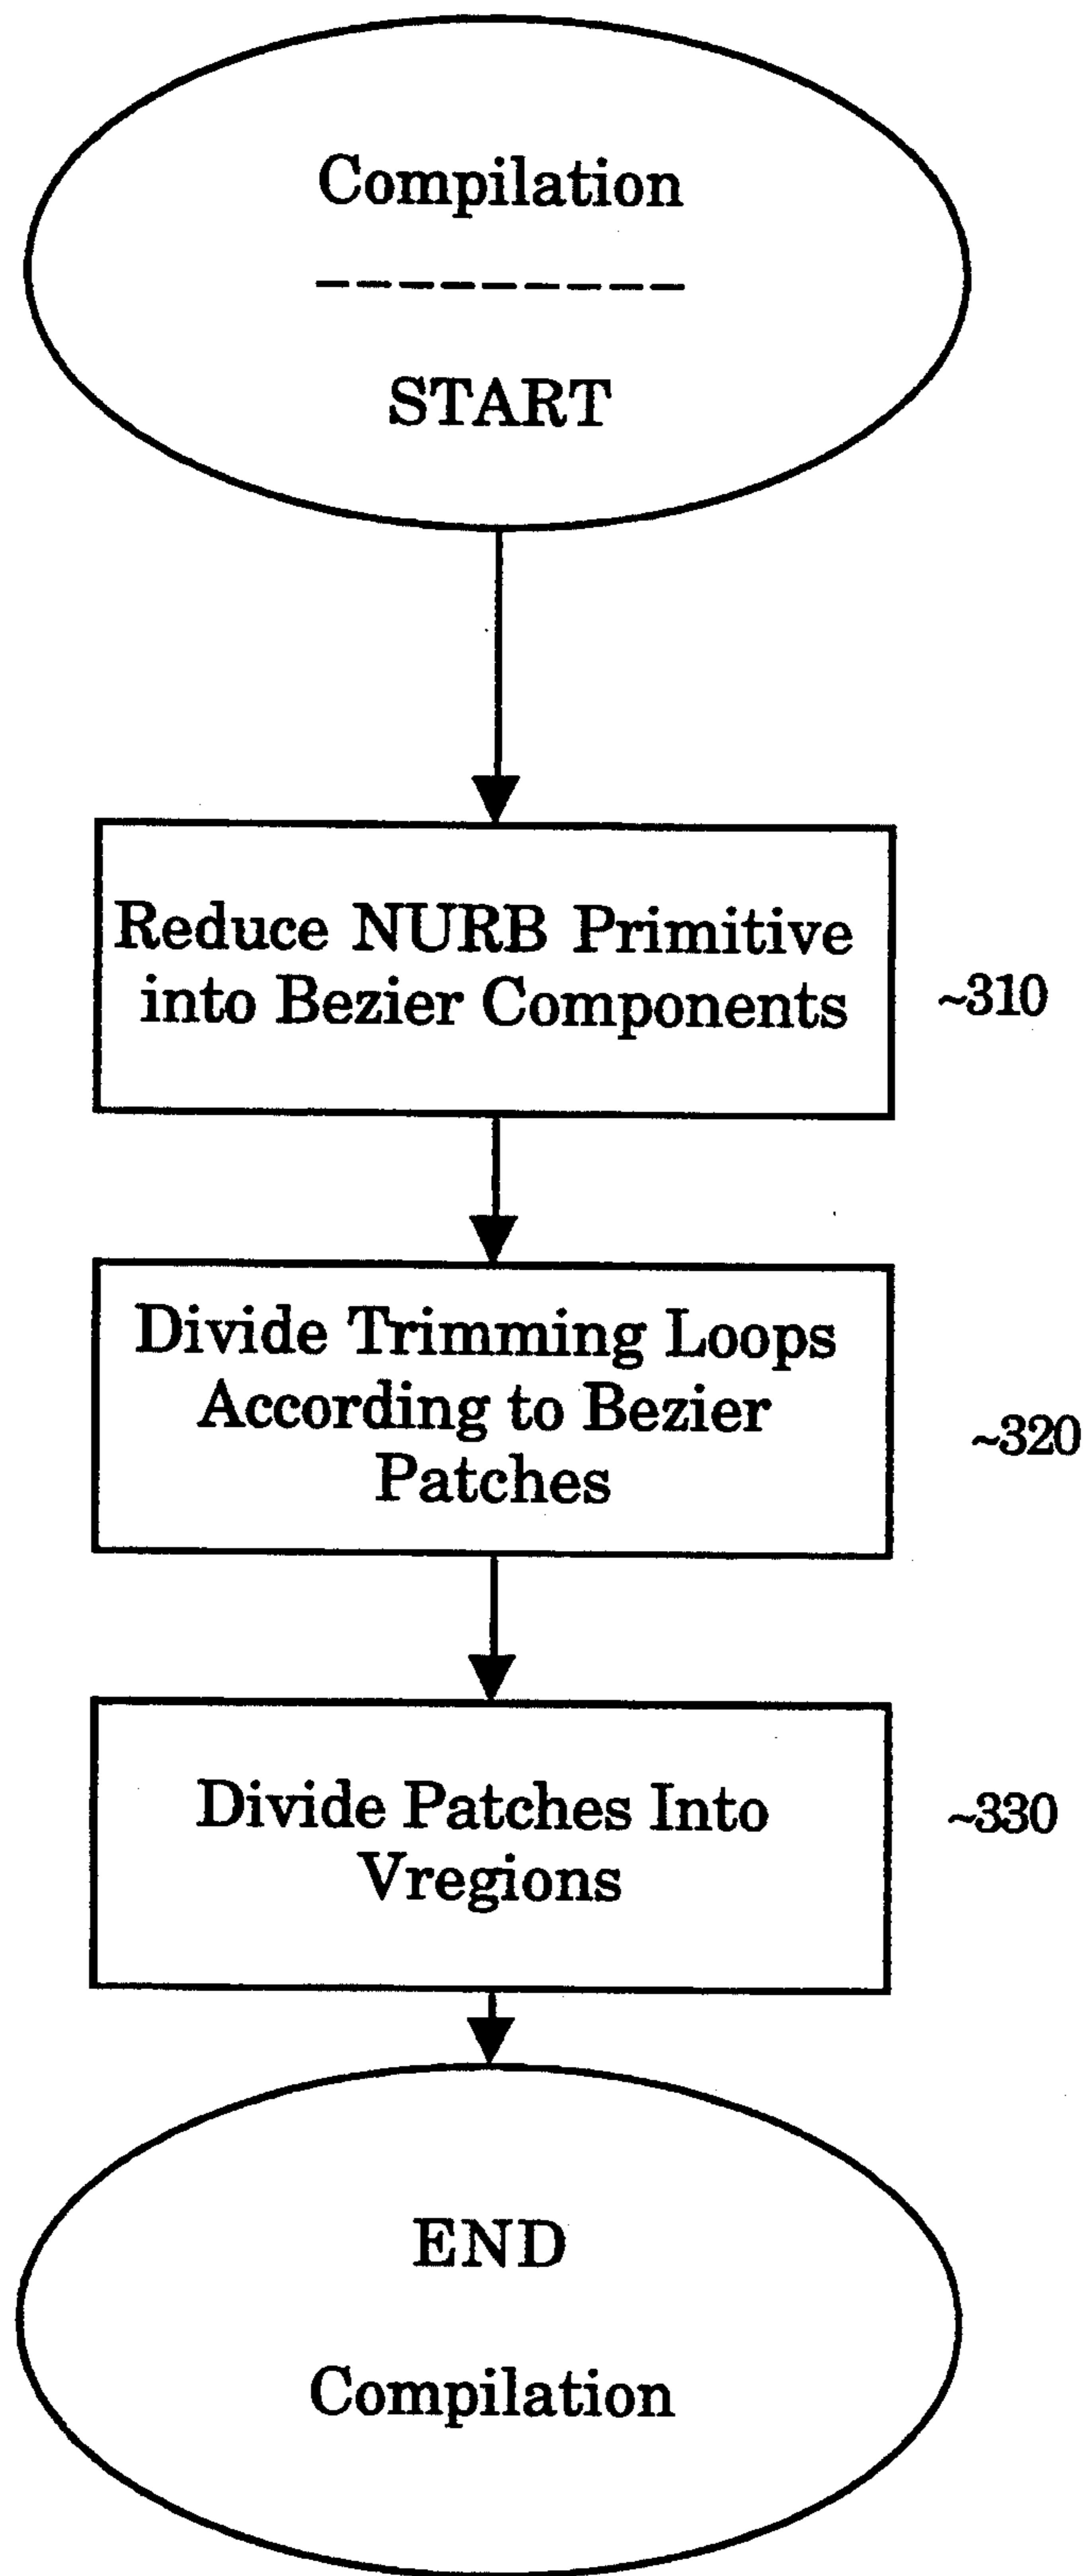 Compilation
----------
START
Reduce NURB Primitive
into Bezier Components
~310
Divide Trimming Loops
According to Bezier
Patches
~320
Divide Patches Into
Vregions
~330
END
Compilation